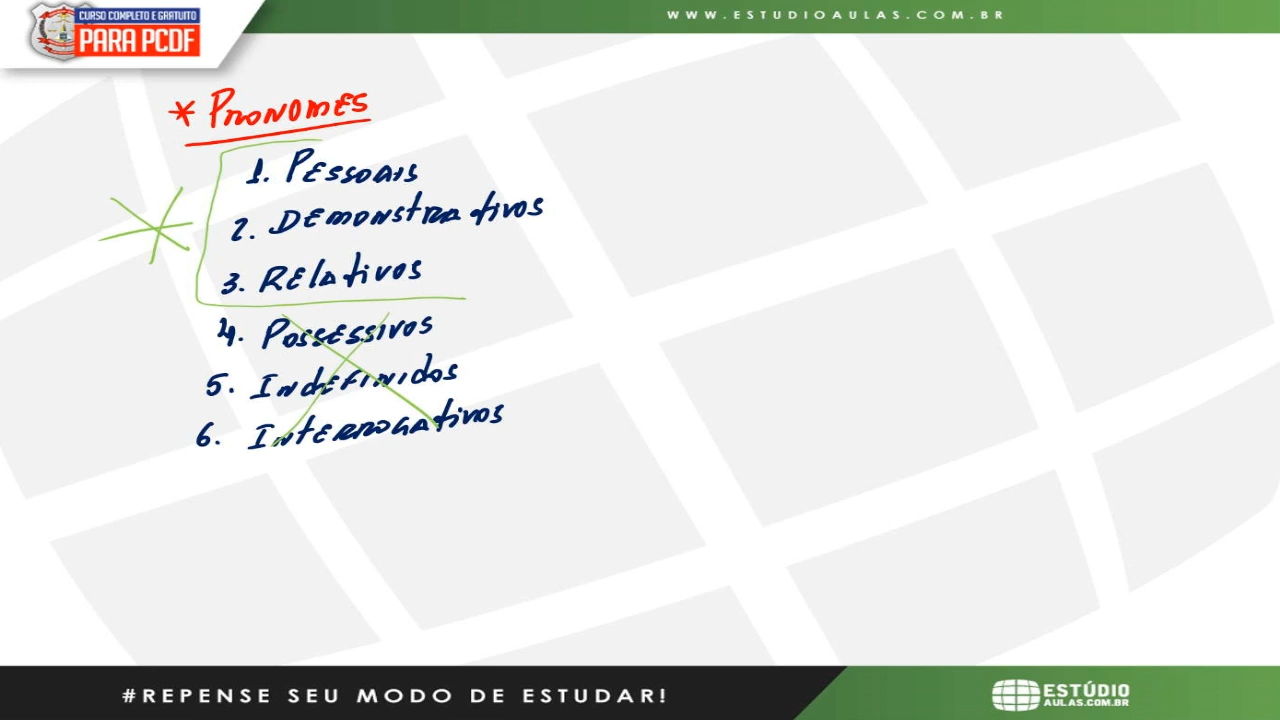 CURSO COMPLETO E GRATUITO
PARA PCDF
WWW.ESTUDIOAULAS.COM.BR
* PRONOMES
1. PESSOAIS
2. DEMONSTRAtivos
3. RELAtivos
4. POSSESSIVOS
5. INdEFINIdOS
6. INtERROGAtivos
#REPENSE SEU MODO DE ESTUDAR!
ESTÚDIO
AULAS.COM.BR